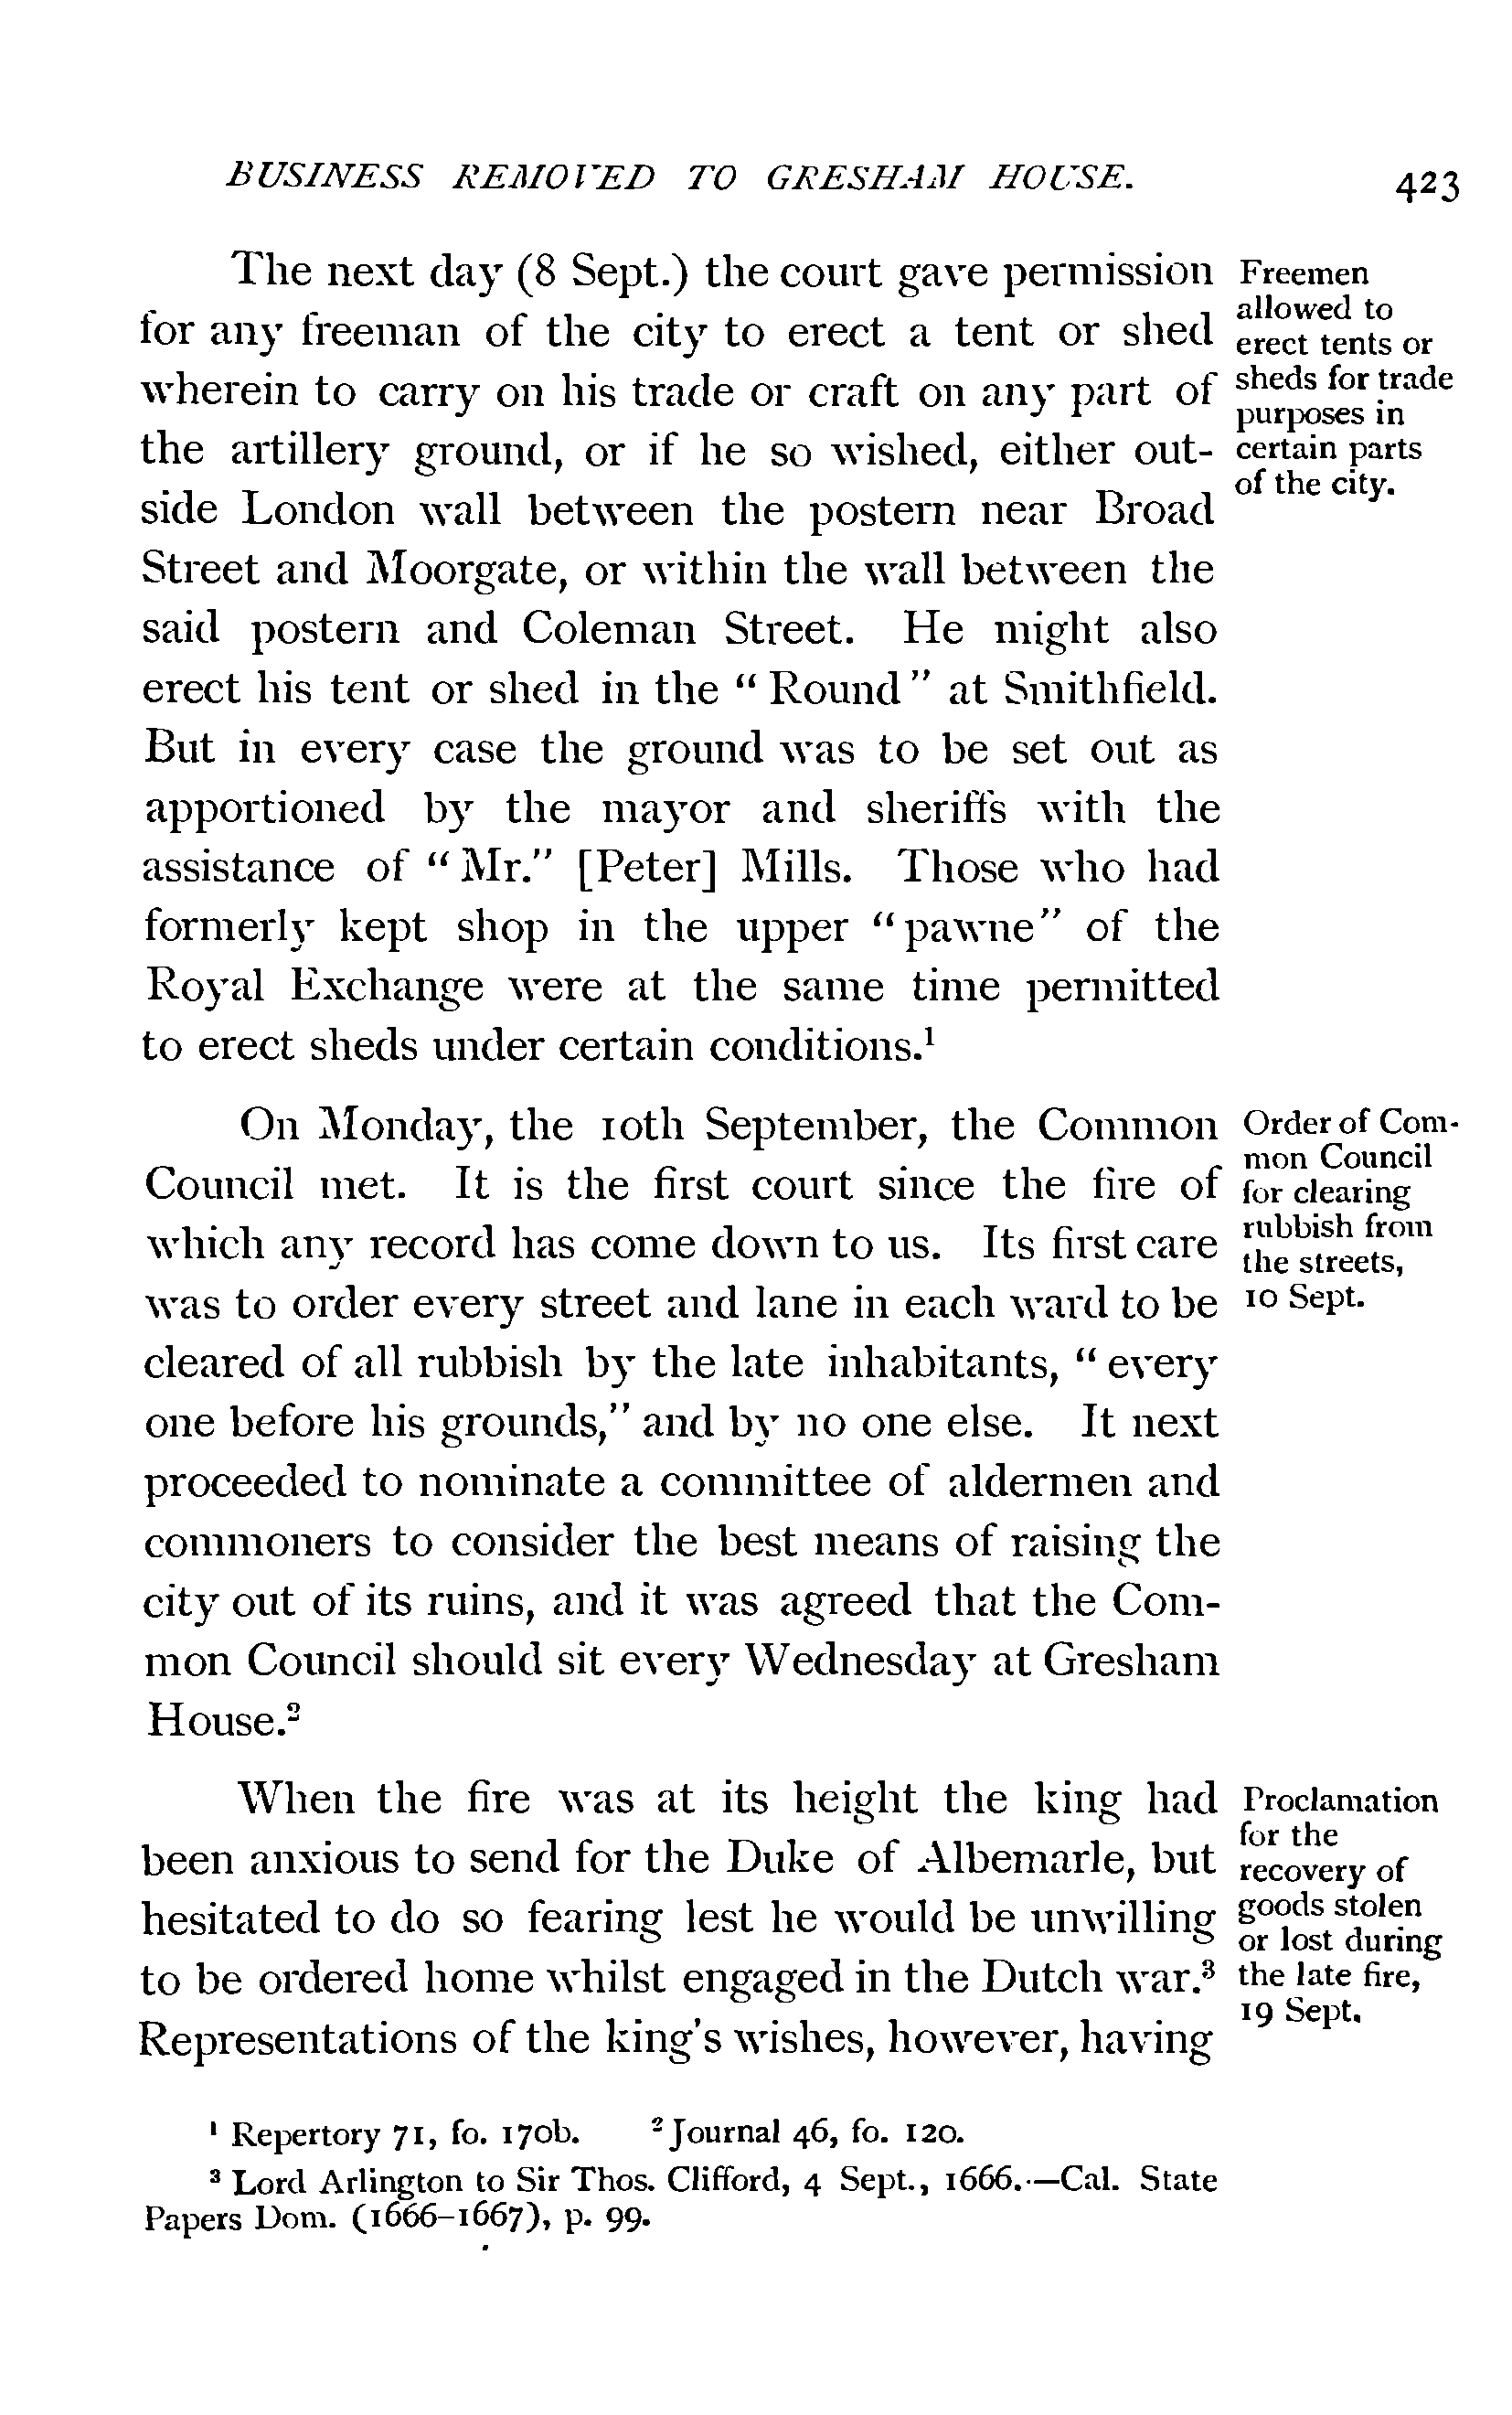 BUSINESS REMOVED TO GRESHAM HOUSE. 423
The next day (8 Sept.) the court gave permission
for any freeman of the city to erect a tent or shed
wherein to carry on his trade or craft on any part of
the artillery ground, or if he so wished, either out-
side London wall between the postern near Broad
Street and Moorgate, or within the wall between the
said postern and Coleman Street. He might also
erect his tent or shed in the “Round” at Smithfield.
But in every case the ground was to be set out as
apportioned by the mayor and sheriffs with the
assistance of “Mr.” [Peter] Mills. Those who had
formerly kept shop in the upper “pawne” of the
Royal Exchange were at the same time permitted
to erect sheds under certain conditions.¹
Freemen
allowed to
erect tents or
sheds for trade
purposes in
certain parts
of the city.
On Monday, the 10th September, the Common
Council met. It is the first court since the fire of
which any record has come down to us. Its first care
was to order every street and lane in each ward to be
cleared of all rubbish by the late inhabitants, “every
one before his grounds,” and by no one else. It next
proceeded to nominate a committee of aldermen and
commoners to consider the best means of raising the
city out of its ruins, and it was agreed that the Com-
mon Council should sit every Wednesday at Gresham
House.²
Order of Com-
mon Council
for clearing
rubbish from
the streets,
10 Sept.
When the fire was at its height the king had
been anxious to send for the Duke of Albemarle, but
hesitated to do so fearing lest he would be unwilling
to be ordered home whilst engaged in the Dutch war.³
Representations of the king's wishes, however, having
Proclamation
for the
recovery of
goods stolen
or lost during
the late fire,
19 Sept.
¹ Repertory 71, fo. 170b. ² Journal 46, fo. 120.
³ Lord Arlington to Sir Thos. Clifford, 4 Sept., 1666.—Cal. State
Papers Dom. (1666-1667), p. 99.